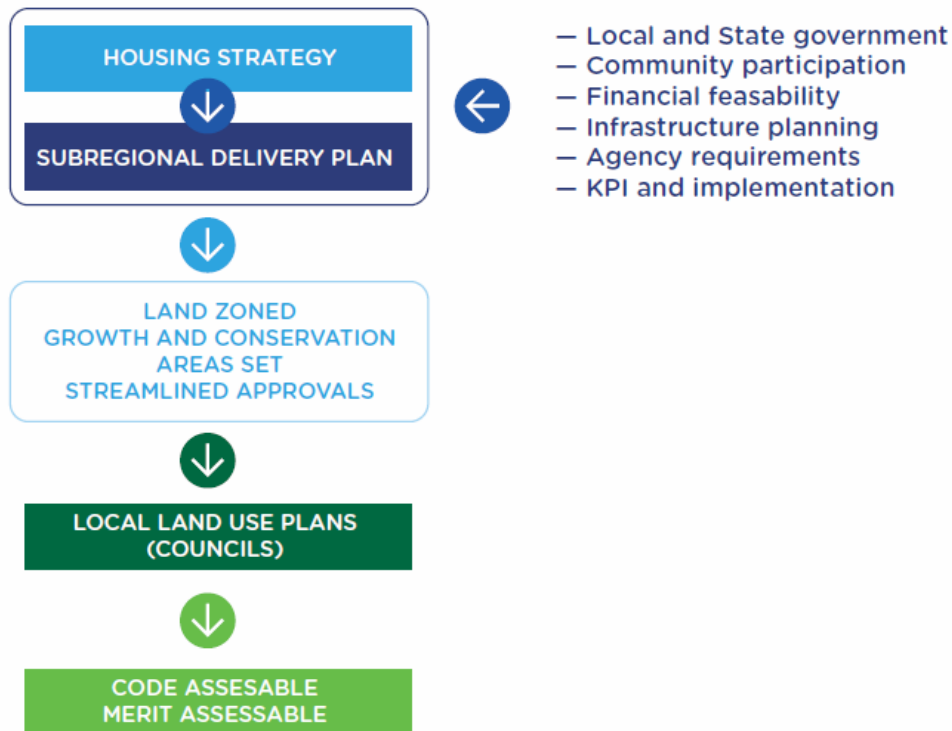 HOUSING STRATEGY
SUBREGIONAL DELIVERY PLAN
— Local and State government
— Community participation
— Financial feasability
— Infrastructure planning
— Agency requirements
— KPI and implementation
LAND ZONED
GROWTH AND CONSERVATION
AREAS SET
STREAMLINED APPROVALS
LOCAL LAND USE PLANS
(COUNCILS)
CODE ASSESABLE
MERIT ASSESSABLE